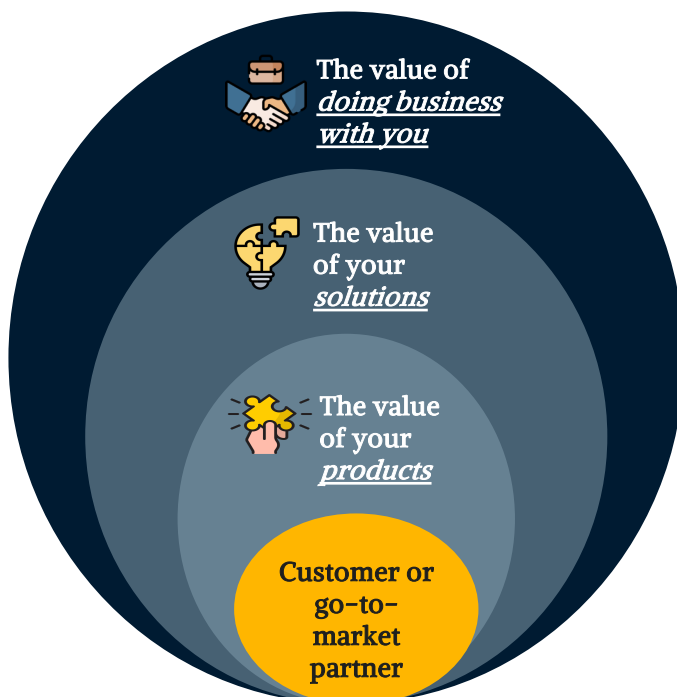 The value of
doing business
with you
The value
of your
solutions
The value
of your
products
Customer or
go-to-
market
partner